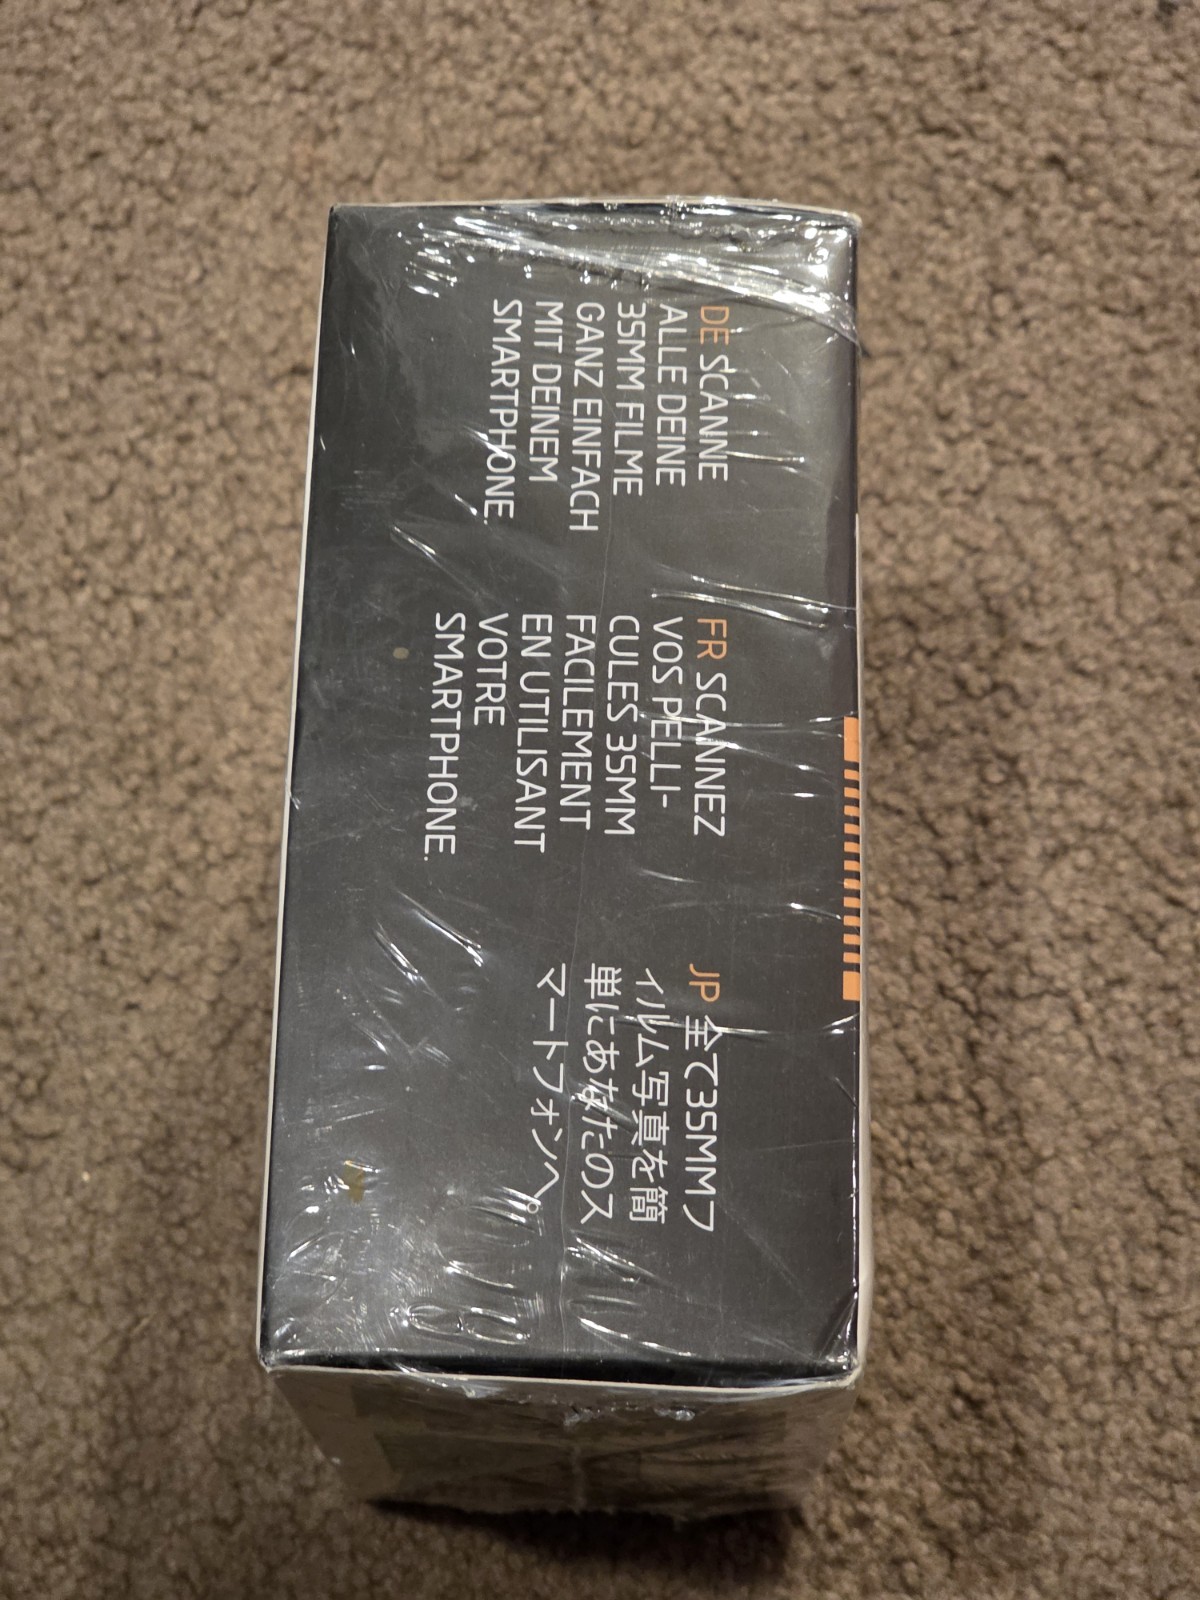 DE SCANNE
ALLE DEINE
35MM FILME
GANZ EINFACH
MIT DEINEM
SMARTPHONE.
FR SCANNEZ
VOS PELLI-
CULES 35MM
FACILEMENT
EN UTILISANT
VOTRE
SMARTPHONE.
JP 全て35MMフ
ィルム写真を簡
単にあなたのス
マートフォンへ。